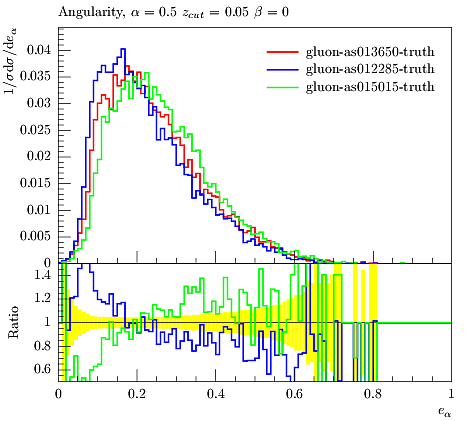 Angularity, α = 0.5 z_cut = 0.05 β = 0
1/σ dσ/de_α
0.04
0.035
0.03
0.025
0.02
0.015
0.01
0.005
0
gluon-as013650-truth
gluon-as012285-truth
gluon-as015015-truth
Ratio
1.4
1.2
1
0.8
0.6
0 0.2 0.4 0.6 0.8 1
e_α